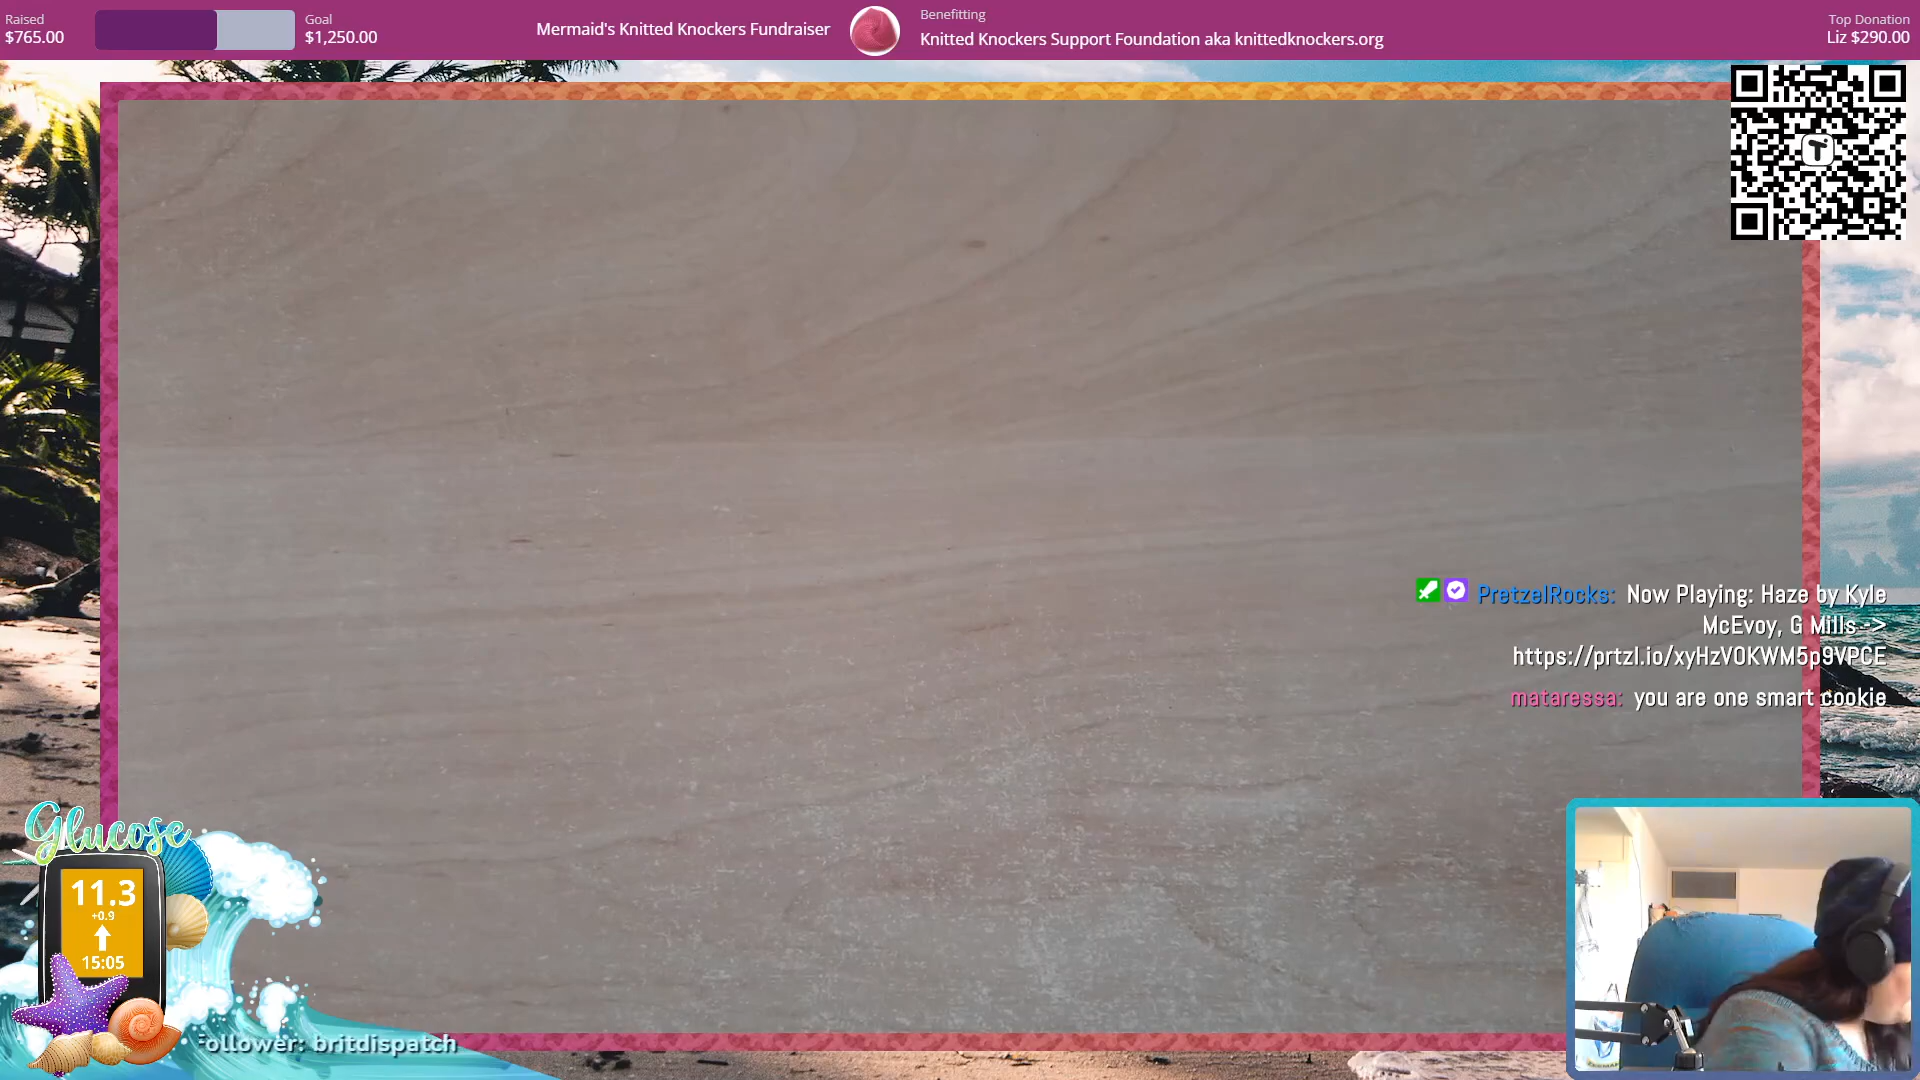 Raised
$765.00
Goal
$1,250.00
Mermaid's Knitted Knockers Fundraiser
Benefitting
Knitted Knockers Support Foundation aka knittedknockers.org
Top Donation
Liz $290.00
PretzelRocks: Now Playing: Haze by Kyle
McEvoy, G Mills ->
https://prtzl.io/xyHzV0KWM5p9VPCE
mataressa: you are one smart cookie
Glucose
11.3
+0.9
15:05
Follower: britdispatch